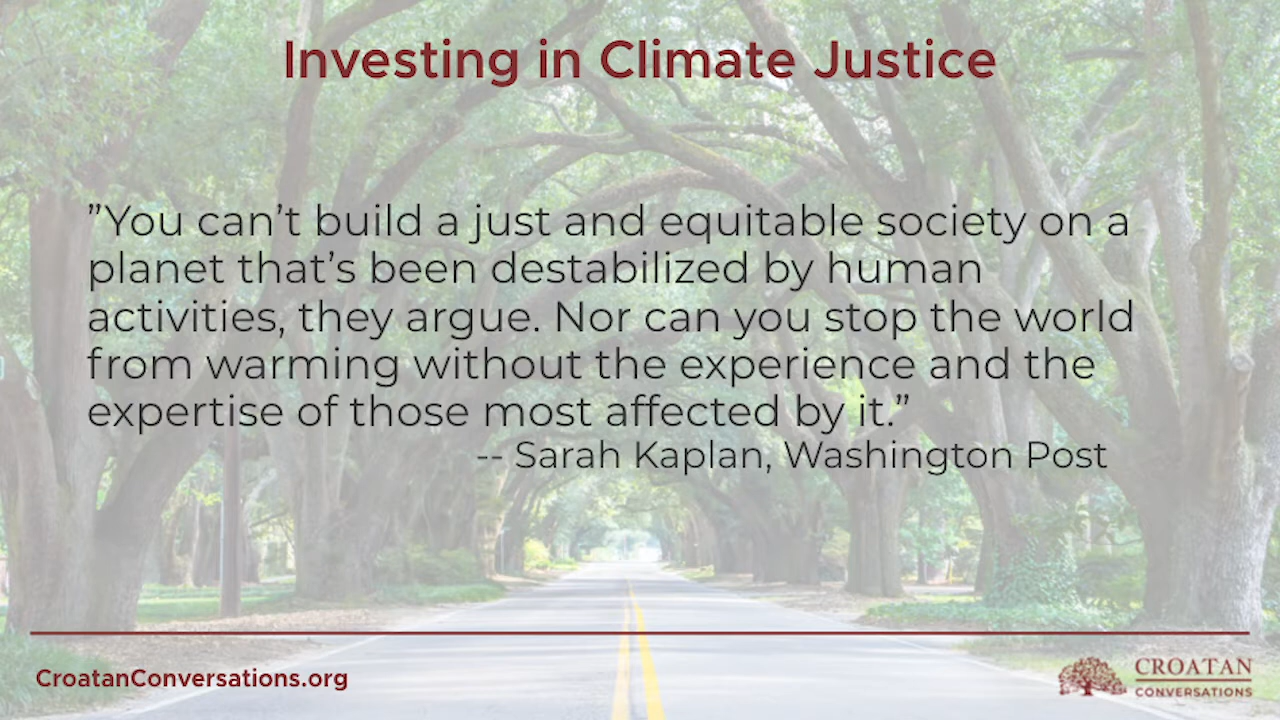 Investing in Climate Justice
”You can’t build a just and equitable society on a
planet that’s been destabilized by human
activities, they argue. Nor can you stop the world
from warming without the experience and the
expertise of those most affected by it.”
-- Sarah Kaplan, Washington Post
CroatanConversations.org
CROATAN
CONVERSATIONS